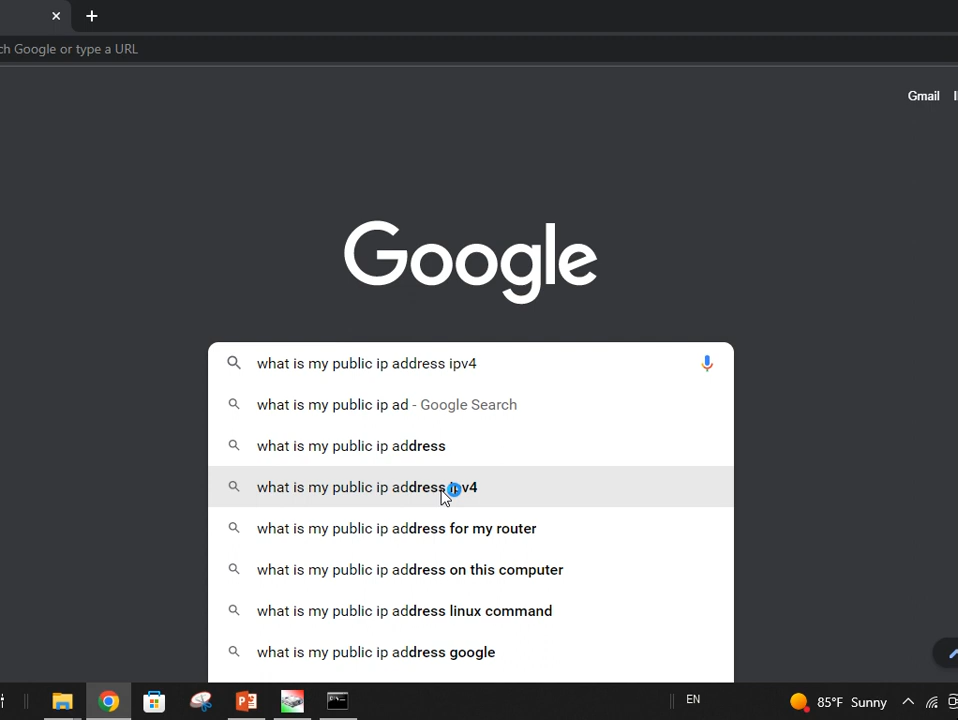 ch Google or type a URL
Gmail
Google
what is my public ip address ipv4
what is my public ip ad - Google Search
what is my public ip address
what is my public ip address ipv4
what is my public ip address for my router
what is my public ip address on this computer
what is my public ip address linux command
what is my public ip address google
EN
85°F Sunny